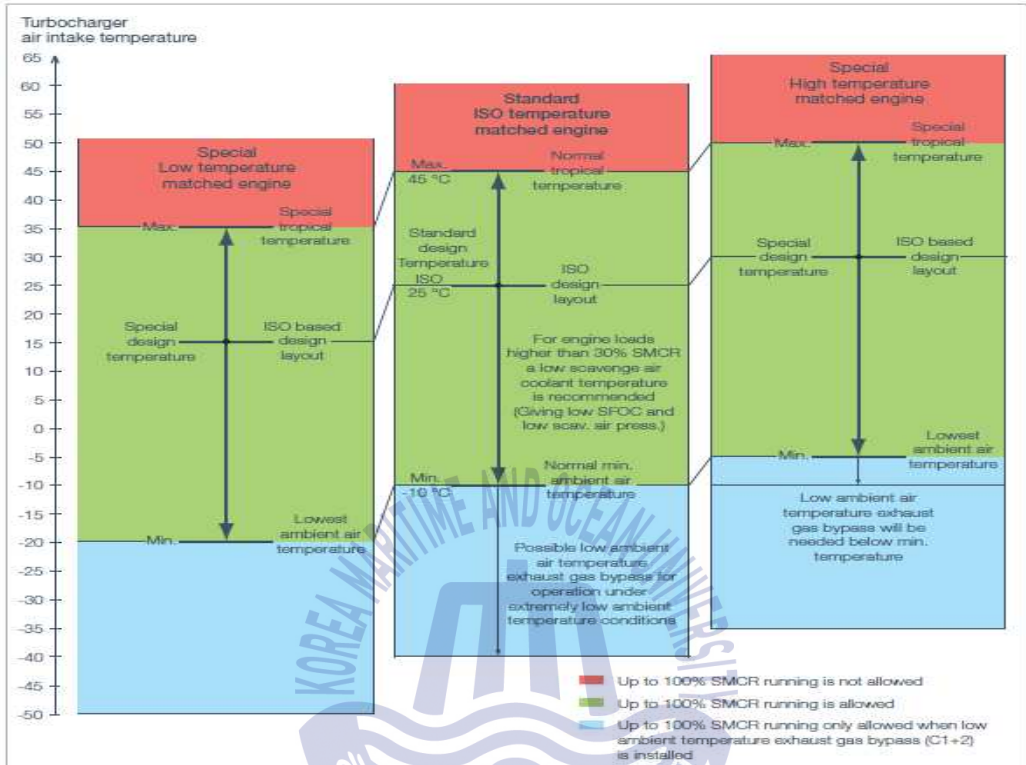 Turbocharger
air intake temperature
65
60
55
50
45
40
35
30
25
20
15
10
5
0
-5
-10
-15
-20
-25
-30
-35
-40
-45
-50
Special
Low temperature
matched engine
Max.
Special
tropical
temperature
Special
design
temperature
ISO based
design
layout
Min.
Lowest
ambient air
temperature
Standard
ISO temperature
matched engine
Max.
45 °C
Normal
tropical
temperature
Standard
design
Temperature
ISO
25 °C
ISO
design
layout
For engine loads
higher than 30% SMCR
a low scavenge air
coolant temperature
is recommended
(Giving low SFOC and
low scav. air press.)
Min.
-10 °C
Normal min.
ambient air
temperature
Possible low ambient
air temperature
exhaust gas bypass for
operation under
extremely low ambient
temperature conditions
Special
High temperature
matched engine
Max.
Special
tropical
temperature
Special
design
temperature
ISO based
design
layout
Min.
Lowest
ambient air
temperature
Low ambient air
temperature exhaust
gas bypass will be
needed below min.
temperature
Up to 100% SMCR running is not allowed
Up to 100% SMCR running is allowed
Up to 100% SMCR running only allowed when low
ambient temperature exhaust gas bypass (C1+2)
is installed
KOREA MARITIME AND OCEAN UNIVERSITY